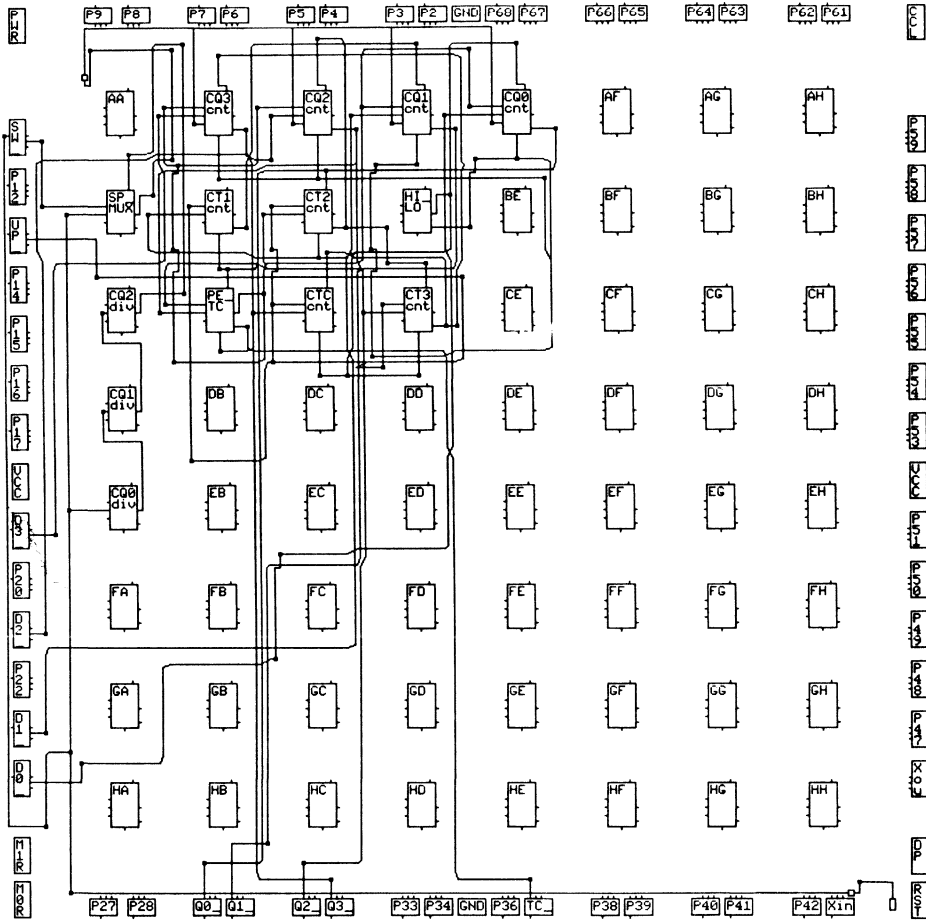 PWR P9 P8 P7 P6 P5 P4 P3 P2 GND P68 P67 P66 P65 P64 P63 P62 P61 CCL
AA CQ3 cnt CQ2 cnt CQ1 cnt CQ0 cnt AF AG AH
SW P59
P12 SP MUX CT1 cnt CT2 cnt HI LO BE BF BG BH P58
UP P57
P14 CQ2 div PE TC CTC cnt CT3 cnt CE CF CG CH P56
P15 P55
P16 CQ1 div DB DC DD DE DF DG DH P54
P17 P53
VCC CQ0 div EB EC ED EE EF EG EH VCC
D3_ P51
P20 FA FB FC FD FE FF FG FH P50
D2_ P49
P22 GA GB GC GD GE GF GG GH P48
D1_ P47
D0_ HA HB HC HD HE HF HG HH
M1R DP
M0R P27 P28 Q0_ Q1_ Q2_ Q3_ P33 P34 GND P36 TC_ P38 P39 P40 P41 P42 Xin RST